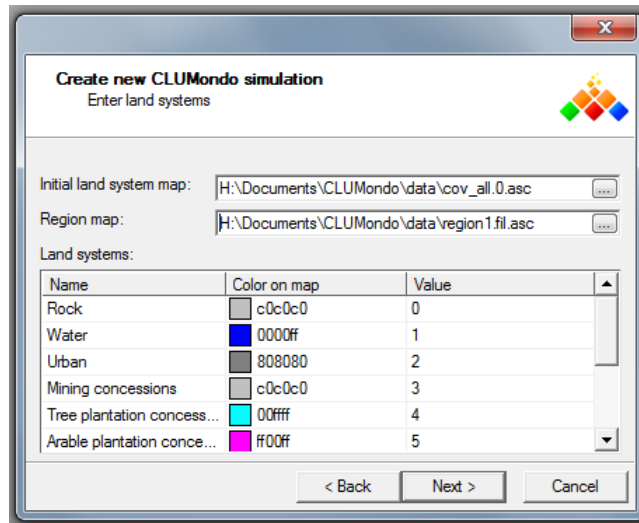 Create new CLUMondo simulation
Enter land systems
Initial land system map: H:\Documents\CLUMondo\data\cov_all.0.asc ...
Region map: H:\Documents\CLUMondo\data\region1.fil.asc ...
Land systems:
Name Color on map Value
Rock c0c0c0 0
Water 0000ff 1
Urban 808080 2
Mining concessions c0c0c0 3
Tree plantation concess... 00ffff 4
Arable plantation conce... ff00ff 5
< Back Next > Cancel